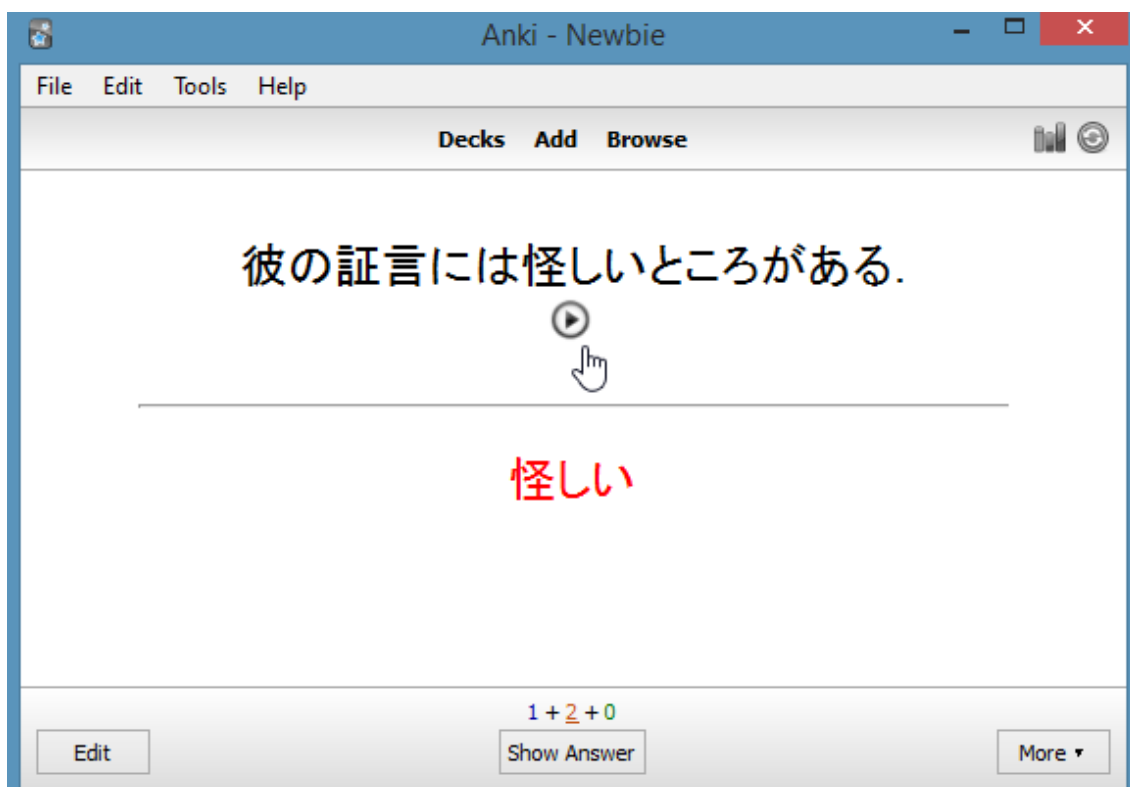 Anki - Newbie
File Edit Tools Help
Decks Add Browse
彼の証言には怪しいところがある.
怪しい
1 + 2 + 0
Edit Show Answer More ▾